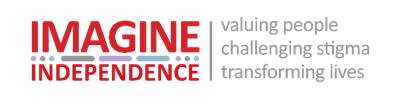 IMAGINE
INDEPENDENCE
valuing people
challenging stigma
transforming lives